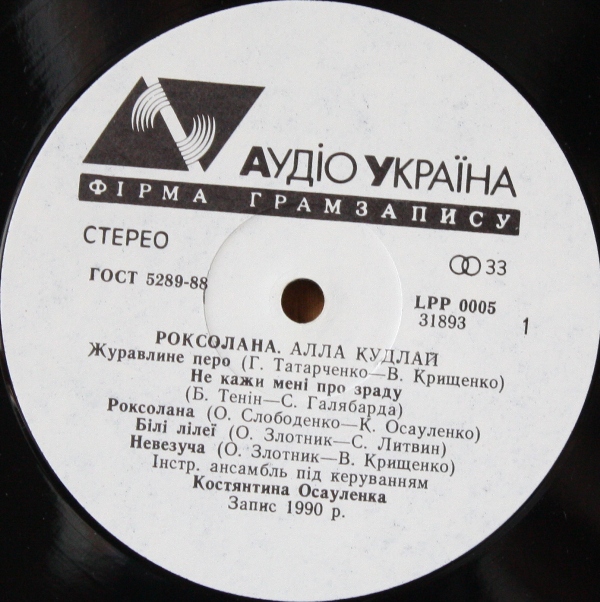 АУДІО УКРАЇНА
ФІРМА ГРАМЗАПИСУ
СТЕРЕО
33
ГОСТ 5289-88
LPP 0005
31893
1
РОКСОЛАНА. АЛЛА КУДЛАЙ
Журавлине перо (Г. Татарченко—В. Крищенко)
Не кажи мені про зраду
(Б. Тенін—С. Галябарда)
Роксолана (О. Слободенко—К. Осауленко)
Білі лілеї (О. Злотник—С. Литвин)
Невезуча (О. Злотник—В. Крищенко)
Інстр. ансамбль під керуванням
Костянтина Осауленка
Запис 1990 р.